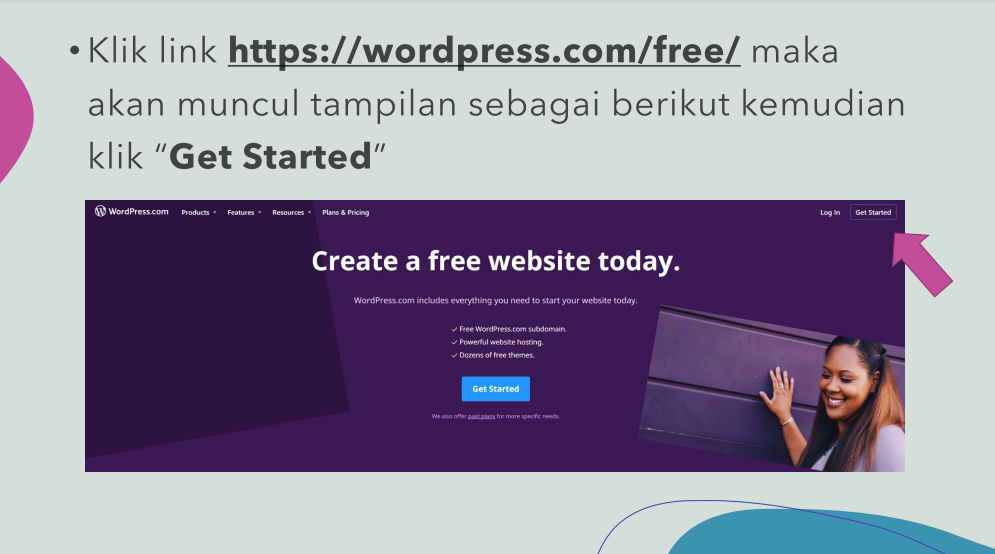 • Klik link https://wordpress.com/free/ maka
akan muncul tampilan sebagai berikut kemudian
klik “Get Started”
WordPress.com Products Features Resources Plans & Pricing Log In Get Started
Create a free website today.
WordPress.com includes everything you need to start your website today.
✓ Free WordPress.com subdomain.
✓ Powerful website hosting.
✓ Dozens of free themes.
Get Started
We also offer paid plans for more specific needs.